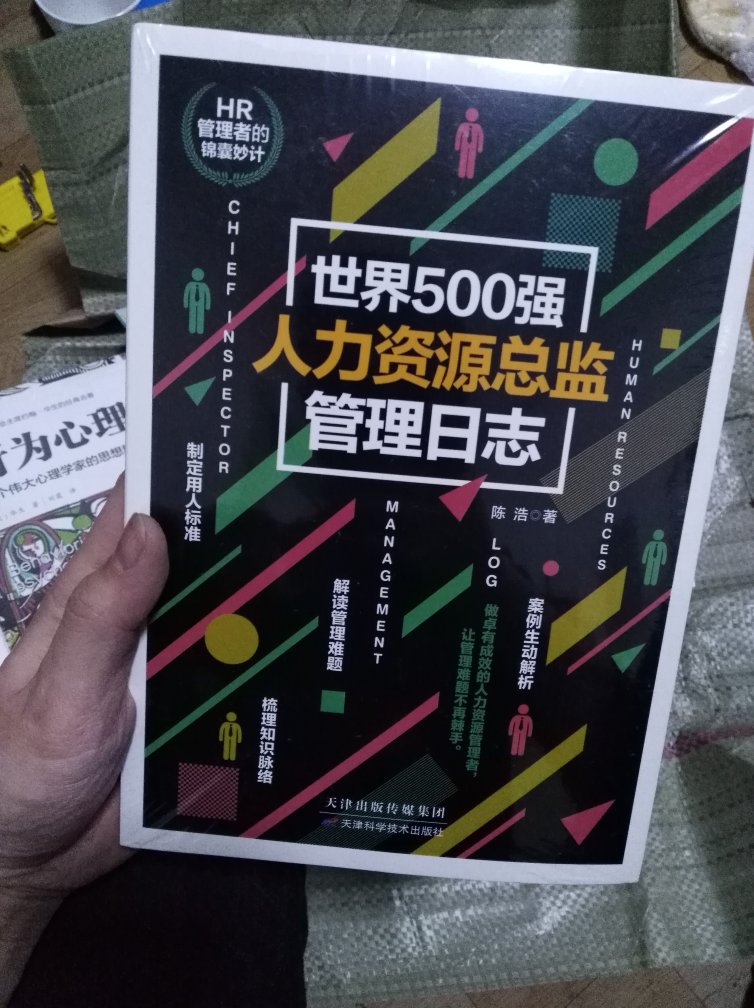 HR
管理者的
锦囊妙计
CHIEF INSPECTOR
世界500强
人力资源总监
管理日志
HUMAN RESOURCES
陈 浩◎著
制定用人标准
MANAGEMENT
LOG
解读管理难题
案例生动解析
做卓有成效的人力资源管理者，
让管理难题不再棘手。
梳理知识脉络
天津出版传媒集团
天津科学技术出版社
为心理
个伟大心理学家的思想